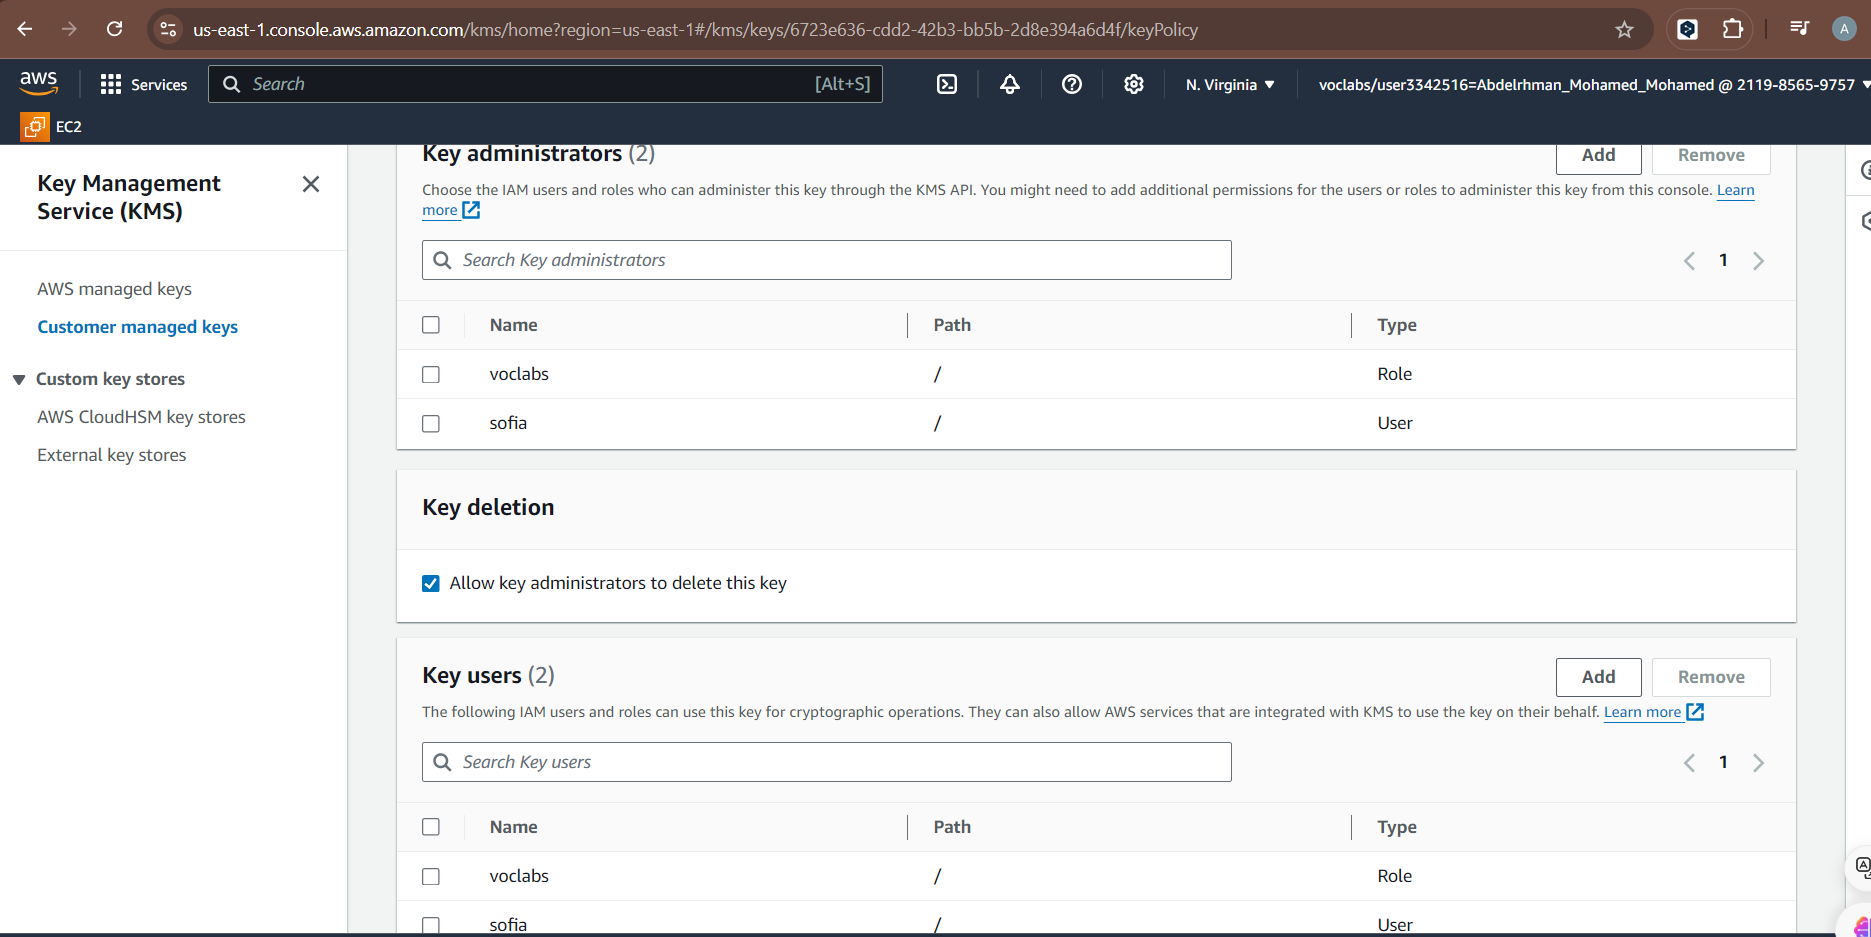 us-east-1.console.aws.amazon.com/kms/home?region=us-east-1#/kms/keys/6723e636-cdd2-42b3-bb5b-2d8e394a6d4f/keyPolicy
A
aws
Services
Search
[Alt+S]
N. Virginia
voclabs/user3342516=Abdelrhman_Mohamed_Mohamed @ 2119-8565-9757
EC2
Key Management
Service (KMS)
AWS managed keys
Customer managed keys
Custom key stores
AWS CloudHSM key stores
External key stores
Key administrators (2)
Add
Remove
Choose the IAM users and roles who can administer this key through the KMS API. You might need to add additional permissions for the users or roles to administer this key from this console. Learn
more
Search Key administrators
1
Name Path Type
voclabs / Role
sofia / User
Key deletion
Allow key administrators to delete this key
Key users (2)
Add
Remove
The following IAM users and roles can use this key for cryptographic operations. They can also allow AWS services that are integrated with KMS to use the key on their behalf. Learn more
Search Key users
1
Name Path Type
voclabs / Role
sofia / User